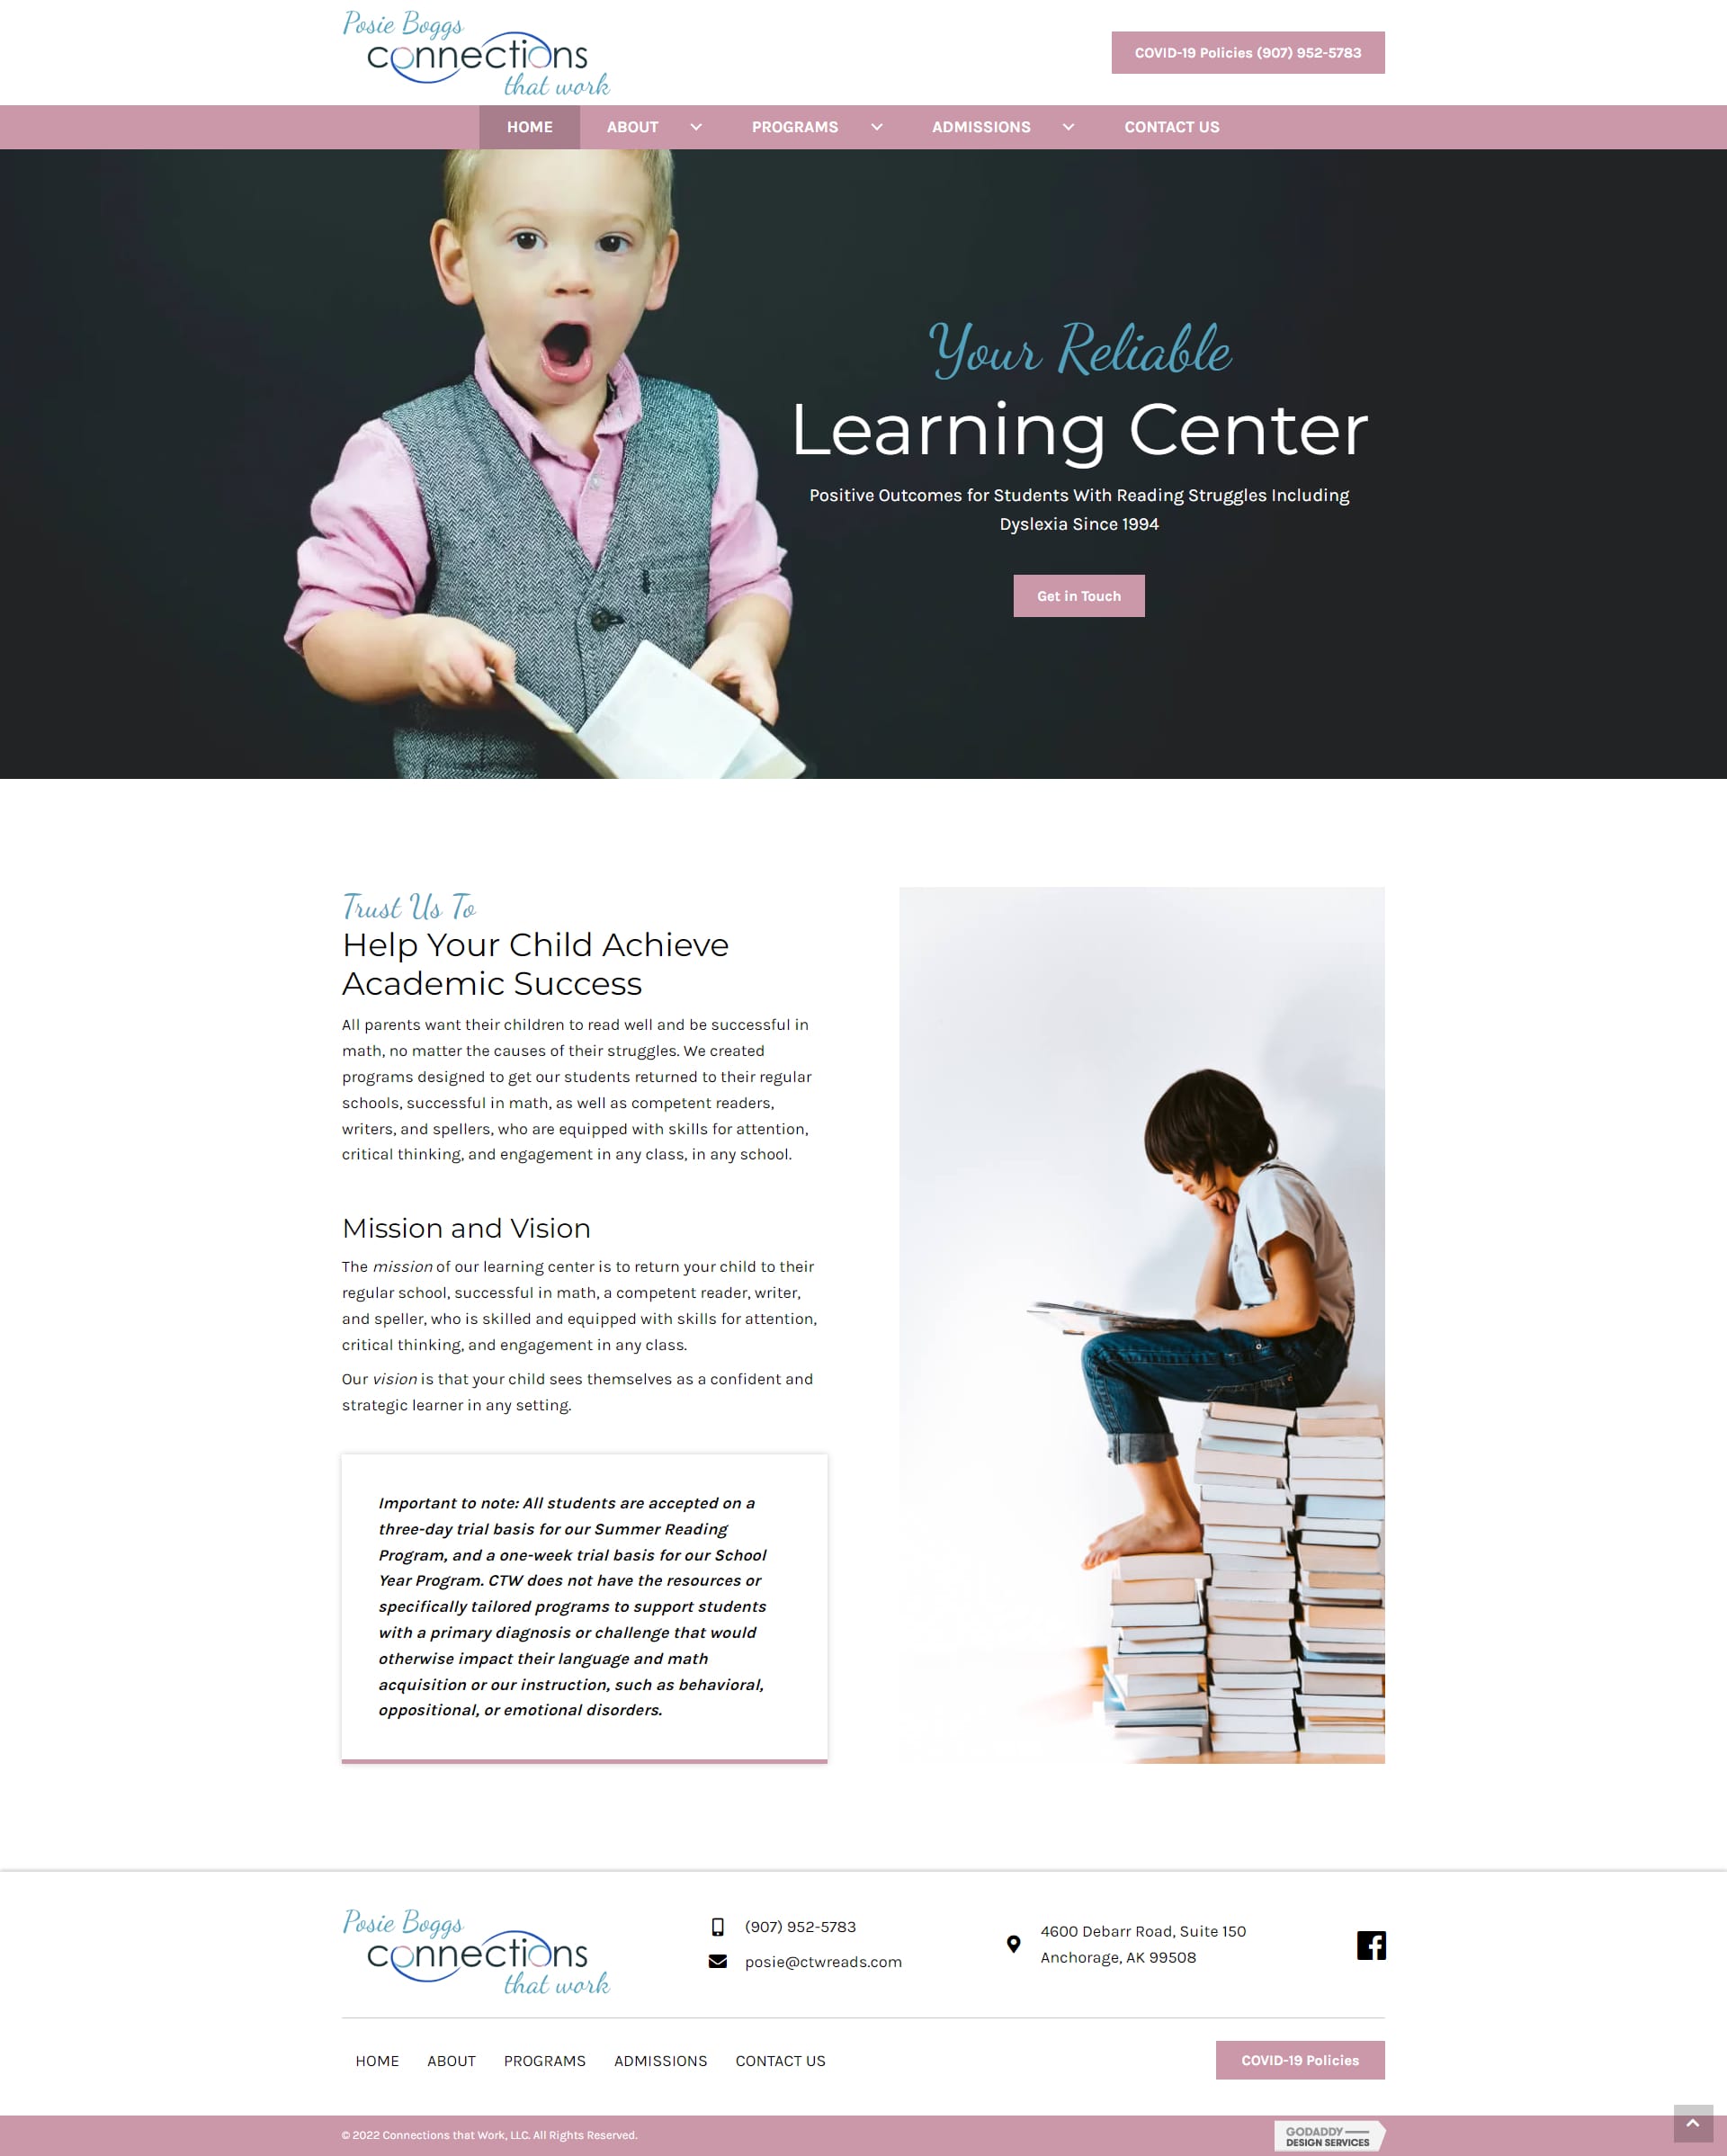 Posie Boggs
connections
that work
COVID-19 Policies (907) 952-5783
HOME
ABOUT
PROGRAMS
ADMISSIONS
CONTACT US
Your Reliable
Learning Center
Positive Outcomes for Students With Reading Struggles Including
Dyslexia Since 1994
Get in Touch
Trust Us To
Help Your Child Achieve
Academic Success
All parents want their children to read well and be successful in
math, no matter the causes of their struggles. We created
programs designed to get our students returned to their regular
schools, successful in math, as well as competent readers,
writers, and spellers, who are equipped with skills for attention,
critical thinking, and engagement in any class, in any school.
Mission and Vision
The mission of our learning center is to return your child to their
regular school, successful in math, a competent reader, writer,
and speller, who is skilled and equipped with skills for attention,
critical thinking, and engagement in any class.
Our vision is that your child sees themselves as a confident and
strategic learner in any setting.
Important to note: All students are accepted on a
three-day trial basis for our Summer Reading
Program, and a one-week trial basis for our School
Year Program. CTW does not have the resources or
specifically tailored programs to support students
with a primary diagnosis or challenge that would
otherwise impact their language and math
acquisition or our instruction, such as behavioral,
oppositional, or emotional disorders.
Posie Boggs
connections
that work
(907) 952-5783
posie@ctwreads.com
4600 Debarr Road, Suite 150
Anchorage, AK 99508
HOME
ABOUT
PROGRAMS
ADMISSIONS
CONTACT US
COVID-19 Policies
© 2022 Connections that Work, LLC. All Rights Reserved.
GODADDY
DESIGN SERVICES